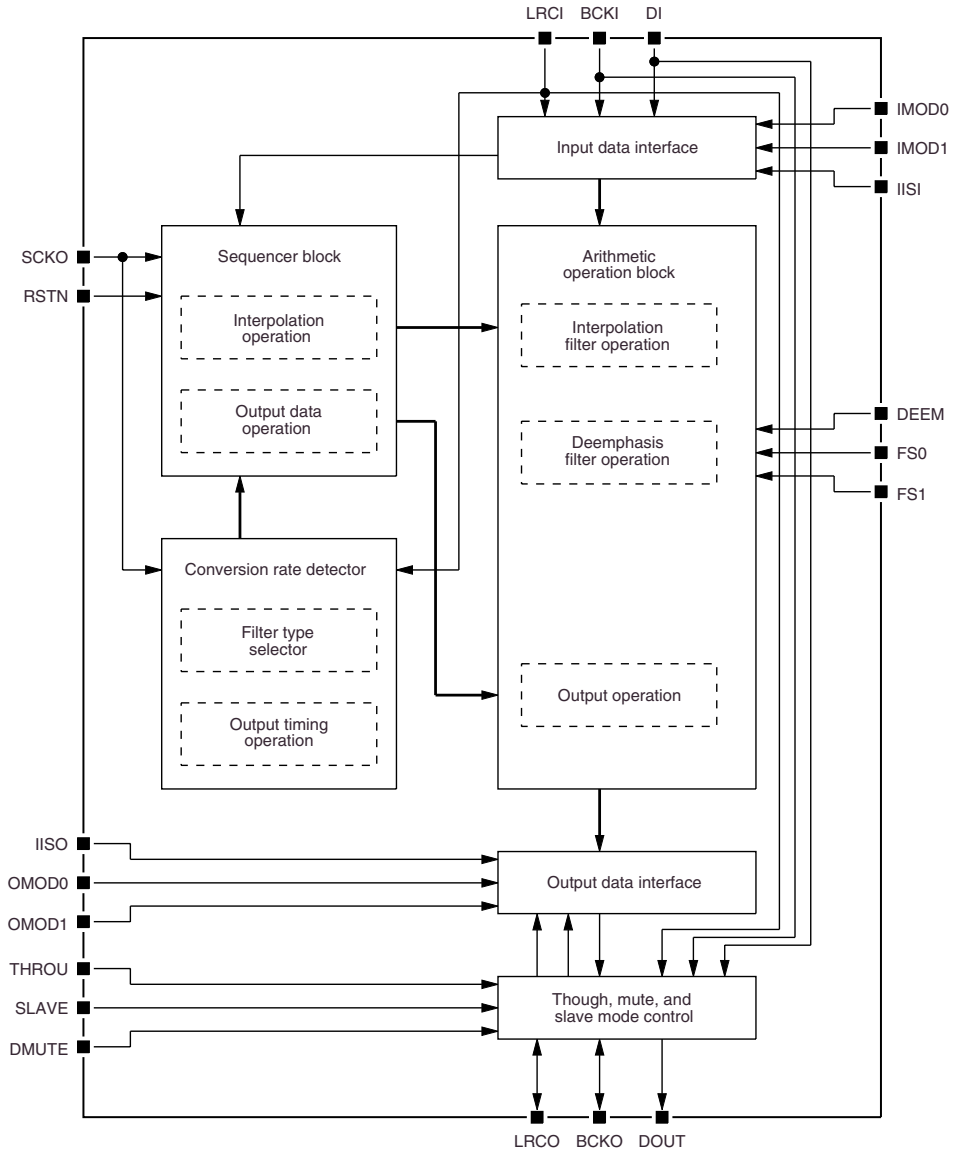 LRCI BCKI DI
IMOD0
Input data interface
IMOD1
IISI
SCKO
Sequencer block
Arithmetic
operation block
RSTN
Interpolation
operation
Interpolation
filter operation
Output data
operation
DEEM
Deemphasis
filter operation
FS0
FS1
Conversion rate detector
Filter type
selector
Output operation
Output timing
operation
IISO
OMOD0
Output data interface
OMOD1
THROU
SLAVE
Though, mute, and
slave mode control
DMUTE
LRCO BCKO DOUT